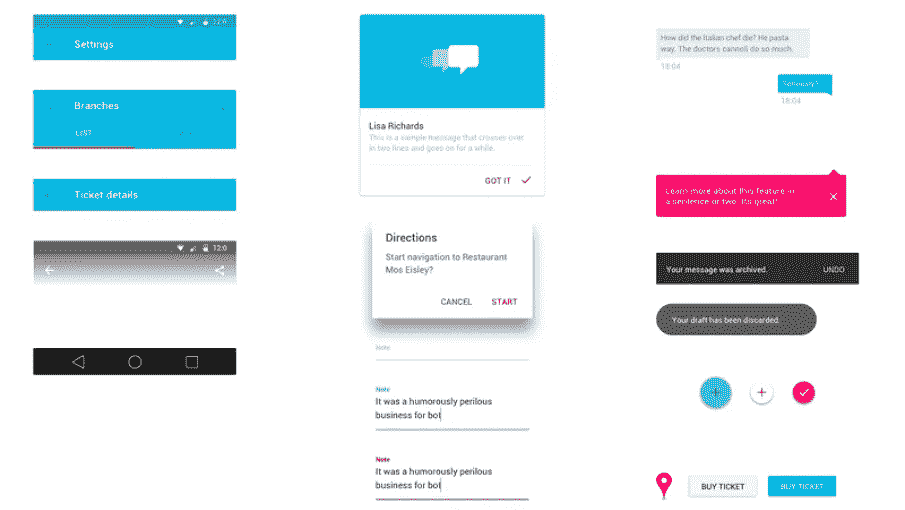 Settings
Branches
LIST
Ticket details
12:0
Lisa Richards
This is a sample message that crosses over
in two lines and goes on for a while.
GOT IT
Directions
Start navigation to Restaurant
Mos Eisley?
CANCEL START
Note
Note
It was a humorously perilous
business for bot
Note
It was a humorously perilous
business for bot
How did the Italian chef die? He pasta
way. The doctors cannoli do so much.
18:04
18:04
Learn more about this feature in
a sentence or two. It's great!
Your message was archived. UNDO
Your draft has been discarded.
BUY TICKET BUY TICKET